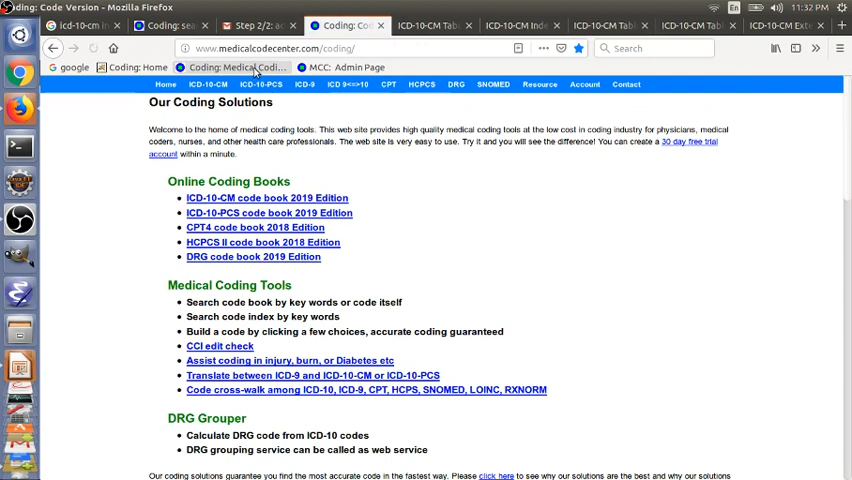 Coding: Code Version - Mozilla Firefox
En
11:32 PM
icd-10-cm in
Coding: sea
Step 2/2: ac
Coding: Co
ICD-10-CM Tab
ICD-10-CM Ind
ICD-10-CM Tab
ICD-10-CM Tab
ICD-10-CM Exte
www.medicalcodecenter.com/coding/
Search
google
Coding: Home
Coding: Medical Codi...
MCC: Admin Page
Home ICD-10-CM ICD-10-PCS ICD-9 ICD 9<=>10 CPT HCPCS DRG SNOMED Resource Account Contact
Our Coding Solutions
Welcome to the home of medical coding tools. This web site provides high quality medical coding tools at the low cost in coding industry for physicians, medical
coders, nurses, and other health care professionals. The web site is very easy to use. Try it and you will see the difference! You can create a 30 day free trial
account within a minute.
Online Coding Books
ICD-10-CM code book 2019 Edition
ICD-10-PCS code book 2019 Edition
CPT4 code book 2018 Edition
HCPCS II code book 2018 Edition
DRG code book 2019 Edition
Medical Coding Tools
Search code book by key words or code itself
Search code index by key words
Build a code by clicking a few choices, accurate coding guaranteed
CCI edit check
Assist coding in injury, burn, or Diabetes etc
Translate between ICD-9 and ICD-10-CM or ICD-10-PCS
Code cross-walk among ICD-10, ICD-9, CPT, HCPS, SNOMED, LOINC, RXNORM
DRG Grouper
Calculate DRG code from ICD-10 codes
DRG grouping service can be called as web service
Our coding solutions guarantee you find the most accurate code in the fastest way. Please click here to see why our solutions are the best and why our solutions